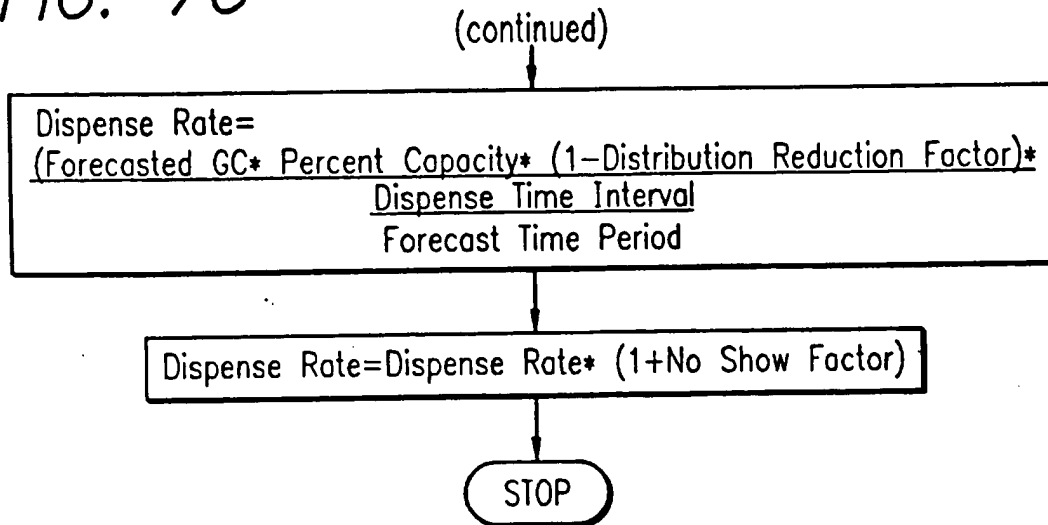 (continued)
Dispense Rate=
(Forecasted GC* Percent Capacity* (1-Distribution Reduction Factor)*
Dispense Time Interval
Forecast Time Period
Dispense Rate=Dispense Rate* (1+No Show Factor)
STOP